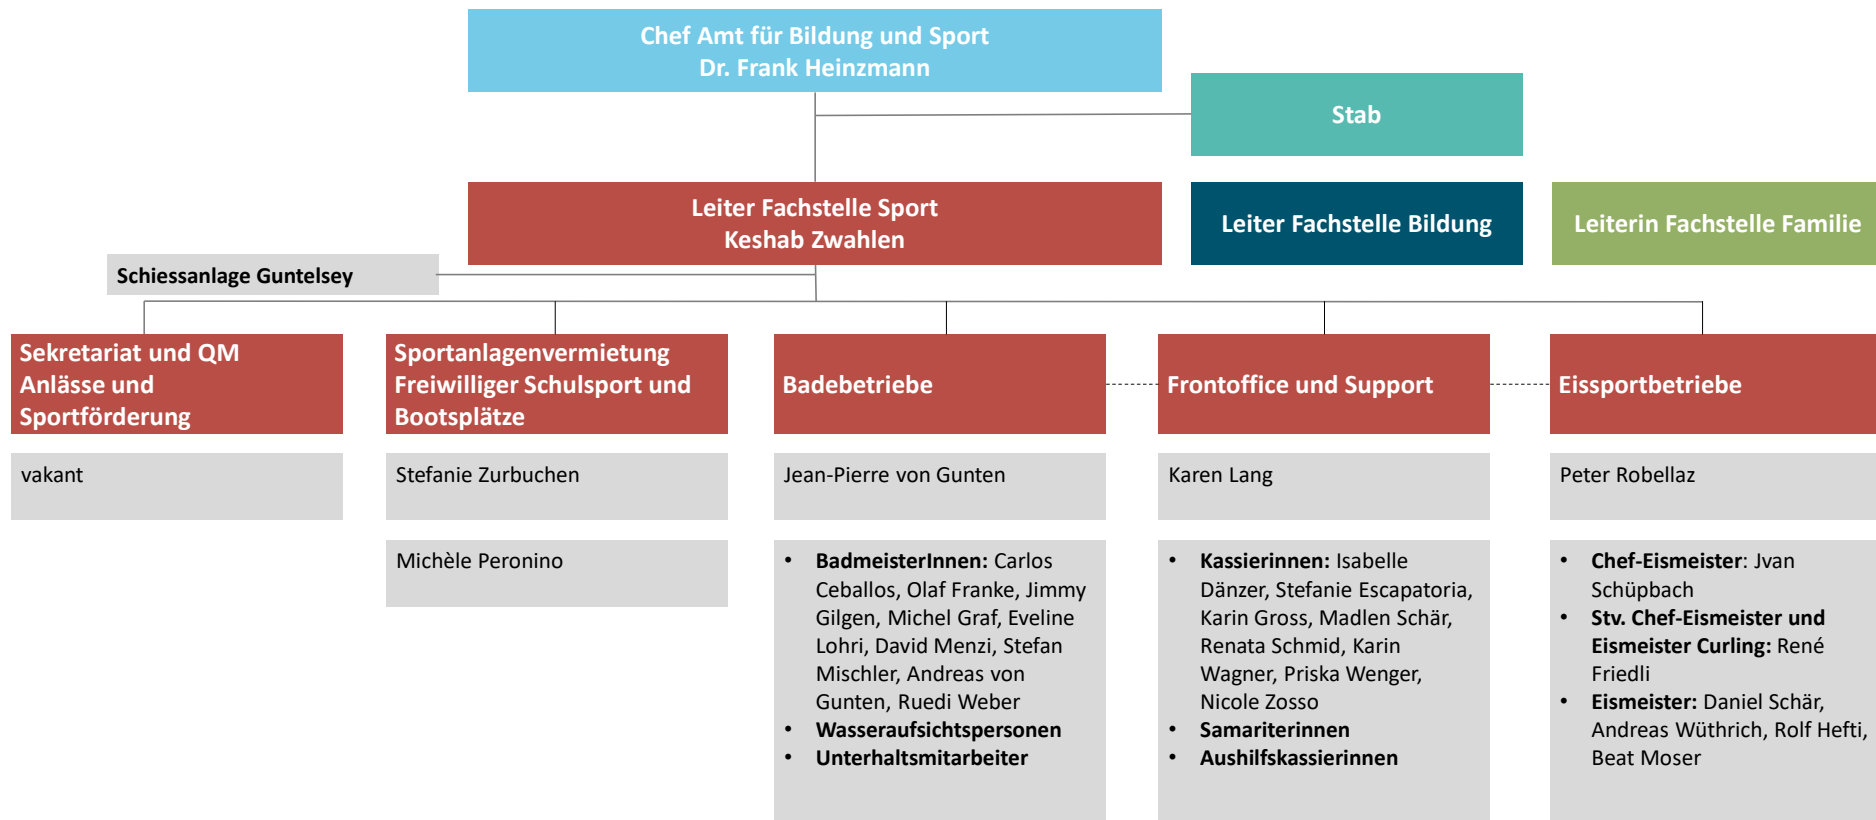 Chef Amt für Bildung und Sport
Dr. Frank Heinzmann
Stab
Leiter Fachstelle Sport
Keshab Zwahlen
Leiter Fachstelle Bildung
Leiterin Fachstelle Familie
Schiessanlage Guntelsey
Sekretariat und QM
Anlässe und
Sportförderung
Sportanlagenvermietung
Freiwilliger Schulsport und
Bootsplätze
Badebetriebe
Frontoffice und Support
Eissportbetriebe
vakant
Stefanie Zurbuchen
Jean-Pierre von Gunten
Karen Lang
Peter Robellaz
Michèle Peronino
• BadmeisterInnen: Carlos
Ceballos, Olaf Franke, Jimmy
Gilgen, Michel Graf, Eveline
Lohri, David Menzi, Stefan
Mischler, Andreas von
Gunten, Ruedi Weber
• Wasseraufsichtspersonen
• Unterhaltsmitarbeiter
• Kassierinnen: Isabelle
Dänzer, Stefanie Escapatoria,
Karin Gross, Madlen Schär,
Renata Schmid, Karin
Wagner, Priska Wenger,
Nicole Zosso
• Samariterinnen
• Aushilfskassierinnen
• Chef-Eismeister: Jvan
Schüpbach
• Stv. Chef-Eismeister und
Eismeister Curling: René
Friedli
• Eismeister: Daniel Schär,
Andreas Wüthrich, Rolf Hefti,
Beat Moser